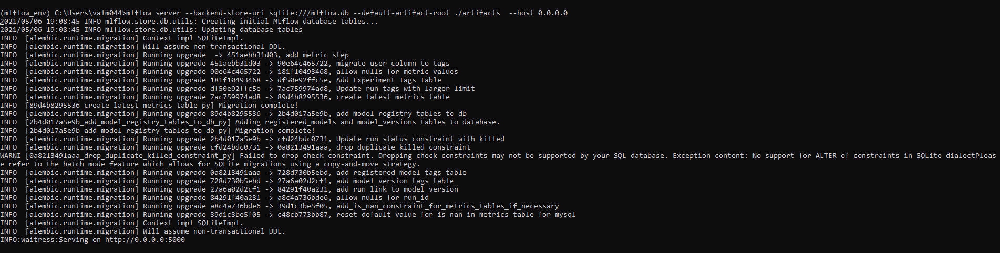 (mlflow_env) C:\Users\valm044>mlflow server --backend-store-uri sqlite:///mlflow.db --default-artifact-root ./artifacts  --host 0.0.0.0
2021/05/06 19:08:45 INFO mlflow.store.db.utils: Creating initial MLflow database tables...
2021/05/06 19:08:45 INFO mlflow.store.db.utils: Updating database tables
INFO  [alembic.runtime.migration] Context impl SQLiteImpl.
INFO  [alembic.runtime.migration] Will assume non-transactional DDL.
INFO  [alembic.runtime.migration] Running upgrade  -> 451aebb31d03, add metric step
INFO  [alembic.runtime.migration] Running upgrade 451aebb31d03 -> 90e64c465722, migrate user column to tags
INFO  [alembic.runtime.migration] Running upgrade 90e64c465722 -> 181f10493468, allow nulls for metric values
INFO  [alembic.runtime.migration] Running upgrade 181f10493468 -> df50e92ffc5e, Add Experiment Tags Table
INFO  [alembic.runtime.migration] Running upgrade df50e92ffc5e -> 7ac759974ad8, Update run tags with larger limit
INFO  [alembic.runtime.migration] Running upgrade 7ac759974ad8 -> 89d4b8295536, create latest metrics table
INFO  [89d4b8295536_create_latest_metrics_table_py] Migration complete!
INFO  [alembic.runtime.migration] Running upgrade 89d4b8295536 -> 2b4d017a5e9b, add model registry tables to db
INFO  [2b4d017a5e9b_add_model_registry_tables_to_db_py] Adding registered_models and model_versions tables to database.
INFO  [2b4d017a5e9b_add_model_registry_tables_to_db_py] Migration complete!
INFO  [alembic.runtime.migration] Running upgrade 2b4d017a5e9b -> cfd24bdc0731, Update run status constraint with killed
INFO  [alembic.runtime.migration] Running upgrade cfd24bdc0731 -> 0a8213491aaa, drop_duplicate_killed_constraint
WARNI [0a8213491aaa_drop_duplicate_killed_constraint_py] Failed to drop check constraint. Dropping check constraints may not be supported by your SQL database. Exception content: No support for ALTER of constraints in SQLite dialectPleas
e refer to the batch mode feature which allows for SQLite migrations using a copy-and-move strategy.
INFO  [alembic.runtime.migration] Running upgrade 0a8213491aaa -> 728d730b5ebd, add registered model tags table
INFO  [alembic.runtime.migration] Running upgrade 728d730b5ebd -> 27a6a02d2cf1, add model version tags table
INFO  [alembic.runtime.migration] Running upgrade 27a6a02d2cf1 -> 84291f40a231, add run_link to model_version
INFO  [alembic.runtime.migration] Running upgrade 84291f40a231 -> a8c4a736bde6, allow nulls for run_id
INFO  [alembic.runtime.migration] Running upgrade a8c4a736bde6 -> 39d1c3be5f05, add_is_nan_constraint_for_metrics_tables_if_necessary
INFO  [alembic.runtime.migration] Running upgrade 39d1c3be5f05 -> c48cb773bb87, reset_default_value_for_is_nan_in_metrics_table_for_mysql
INFO  [alembic.runtime.migration] Context impl SQLiteImpl.
INFO  [alembic.runtime.migration] Will assume non-transactional DDL.
INFO:waitress:Serving on http://0.0.0.0:5000